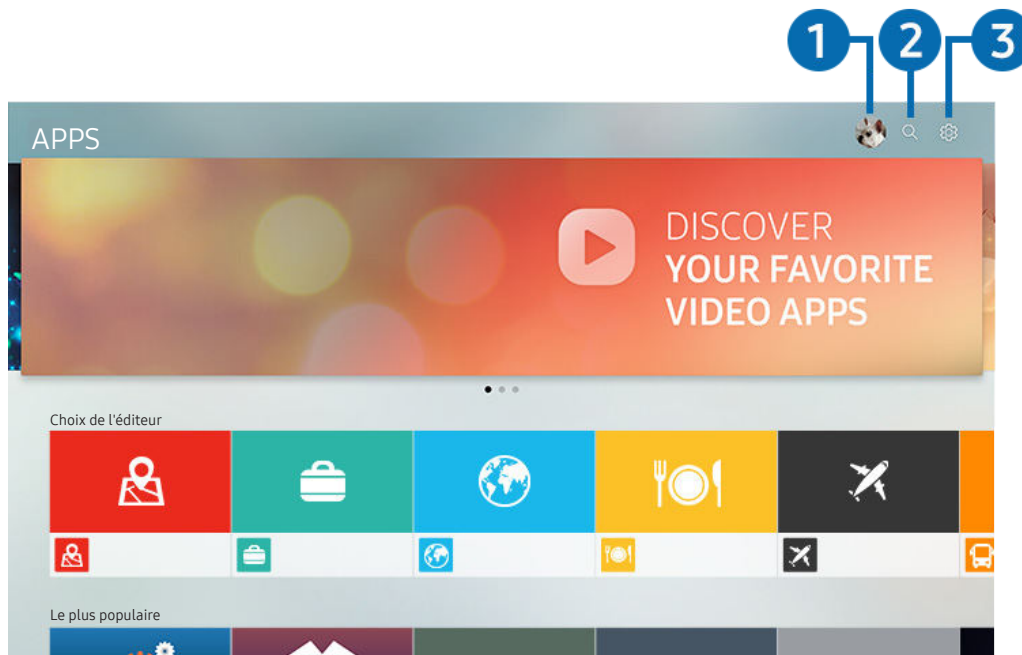 1 2 3
APPS
DISCOVER
YOUR FAVORITE
VIDEO APPS
Choix de l'éditeur
Le plus populaire